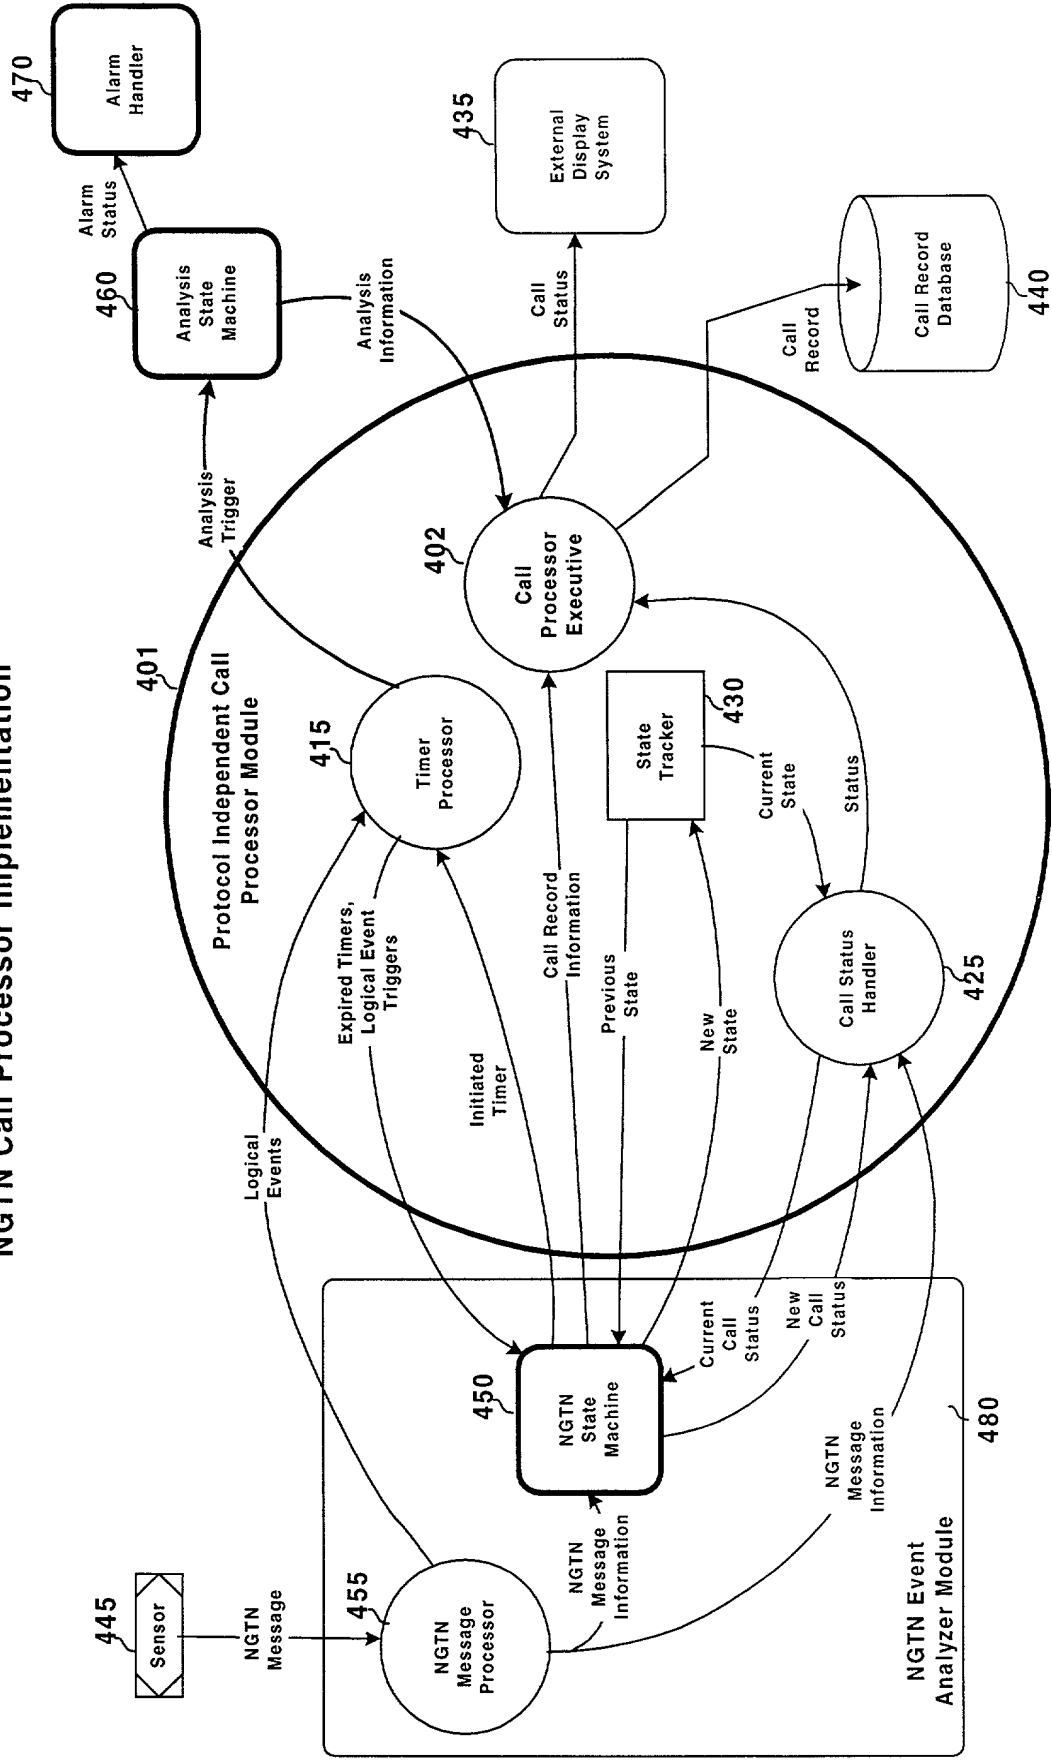 NGTN Call Processor Implementation
445
Sensor
NGTN
Message
455
NGTN
Message
Processor
NGTN
Message
Information
NGTN
Message
Information
NGTN Event
Analyzer Module
480
450
NGTN
State
Machine
Current
Call
Status
New
Call
Status
Logical
Events
Expired Timers,
Logical Event
Triggers
Initiated
Timer
Call Record
Information
Previous
State
New
State
401
Protocol Independent Call
Processor Module
415
Timer
Processor
State
Tracker
430
Current
State
Status
Call Status
Handler
425
402
Call
Processor
Executive
Analysis
Trigger
460
Analysis
State
Machine
Analysis
Information
Alarm
Status
470
Alarm
Handler
Call
Status
435
External
Display
System
Call
Record
Call Record
Database
440